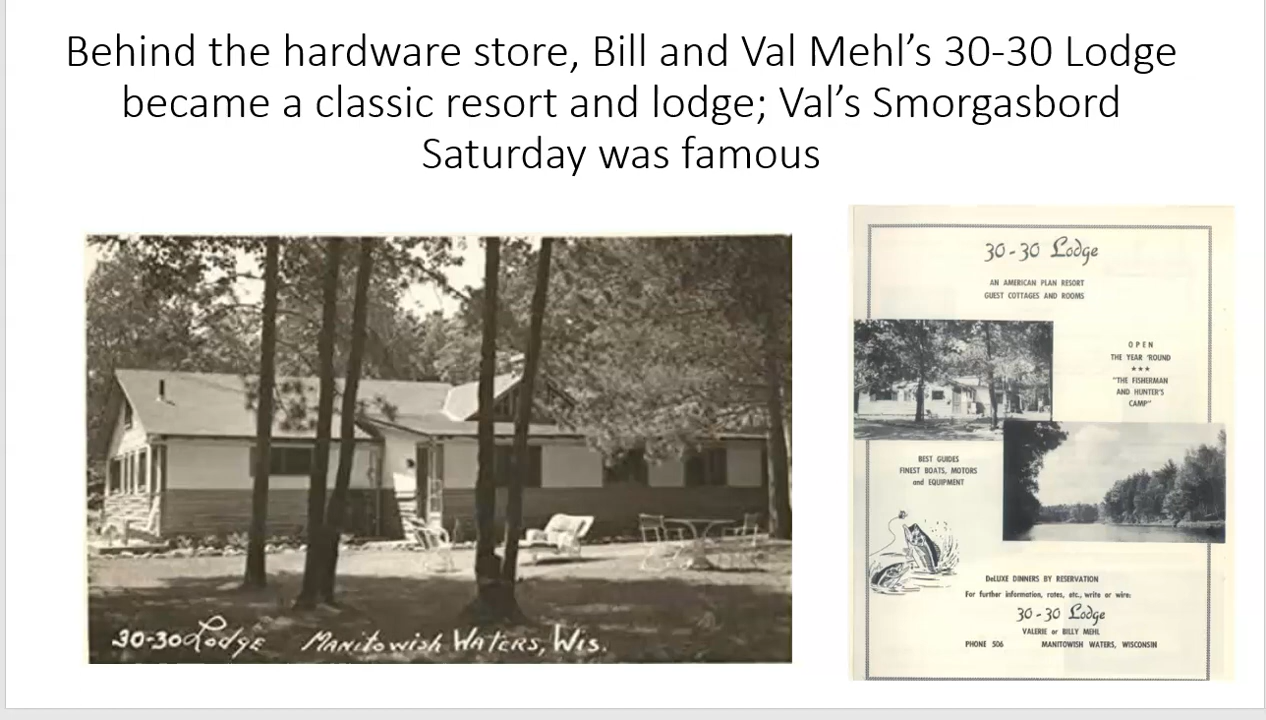 Behind the hardware store, Bill and Val Mehl’s 30-30 Lodge
became a classic resort and lodge; Val’s Smorgasbord
Saturday was famous
30-30 Lodge Manitowish Waters, Wis.
30-30 Lodge
AN AMERICAN PLAN RESORT
GUEST COTTAGES AND ROOMS
OPEN
THE YEAR 'ROUND
***
"THE FISHERMAN
AND HUNTER'S
CAMP"
BEST GUIDES
FINEST BOATS, MOTORS
and EQUIPMENT
DeLUXE DINNERS BY RESERVATION
For further information, rates, etc., write or wire:
30-30 Lodge
VALERIE or BILLY MEHL
PHONE 506 MANITOWISH WATERS, WISCONSIN